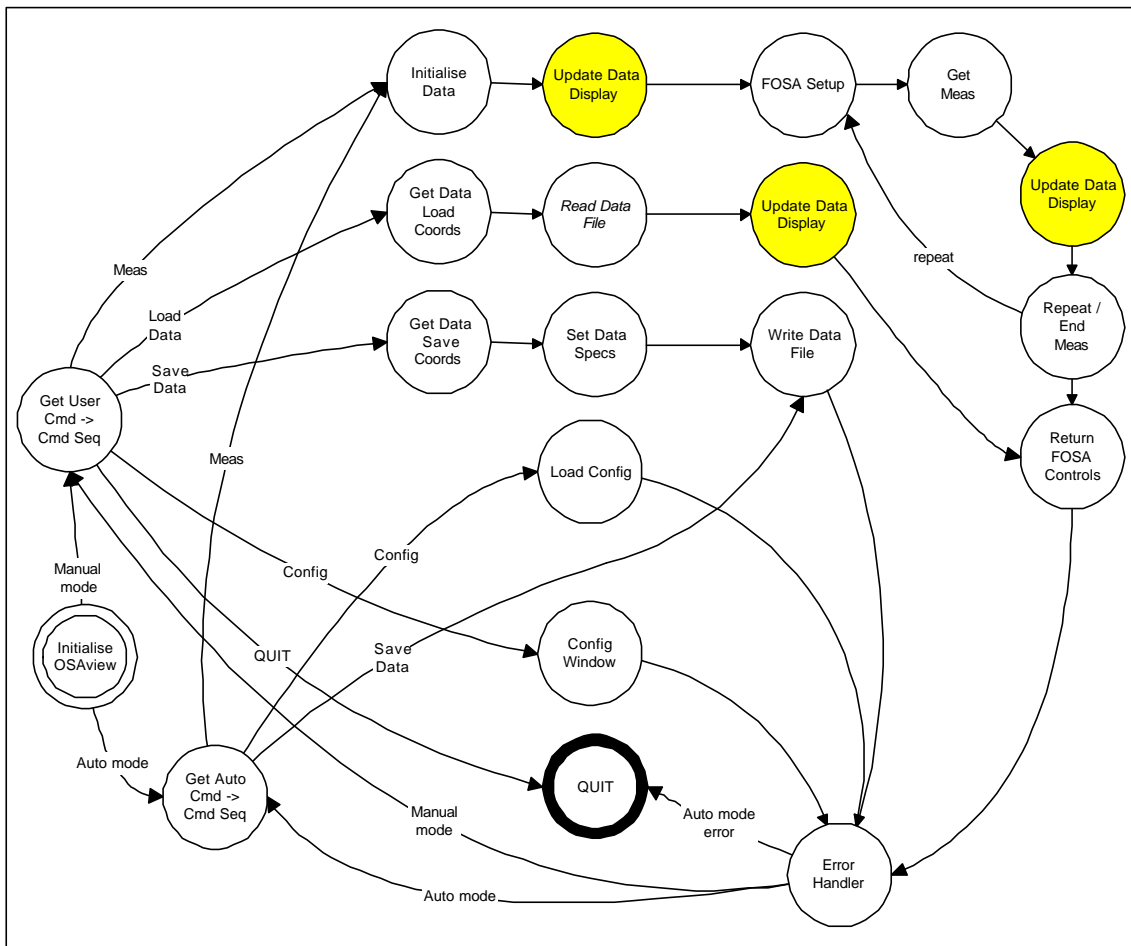 Initialise
Data
Update Data
Display
FOSA Setup
Get
Meas
Get Data
Load
Coords
Read Data
File
Update Data
Display
Update Data
Display
Meas
repeat
Load
Data
Get Data
Save
Coords
Set Data
Specs
Write Data
File
Repeat /
End
Meas
Save
Data
Get User
Cmd ->
Cmd Seq
Meas
Load Config
Return
FOSA
Controls
Config
Manual
mode
Config
Initialise
OSAview
QUIT
Save
Data
Config
Window
Auto mode
Get Auto
Cmd ->
Cmd Seq
QUIT
Manual
mode
Auto mode
error
Error
Handler
Auto mode